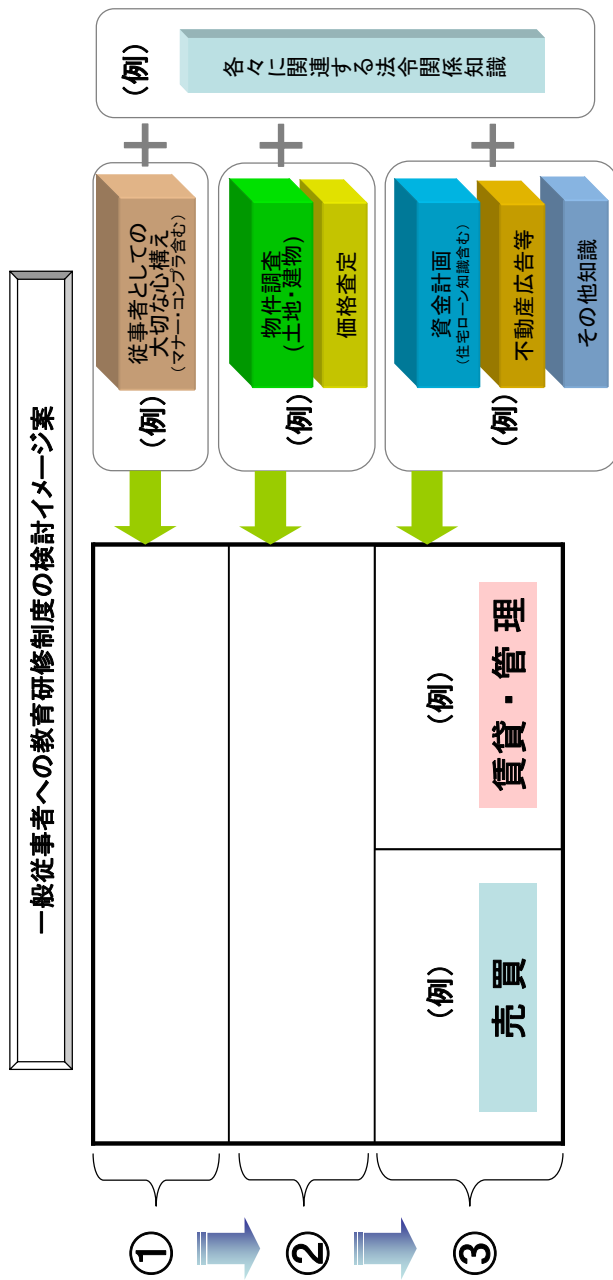 一般従事者への教育研修制度の検討イメージ案
①
②
③
(例)
従事者としての
大切な心構え
(マナー・コンプラ含む)
(例)
物件調査
(土地・建物)
価格査定
(例)
資金計画
(住宅ローン知識含む)
不動産広告等
その他知識
(例)
各々に関連する法令関係知識
(例)
売買
(例)
賃貸・管理